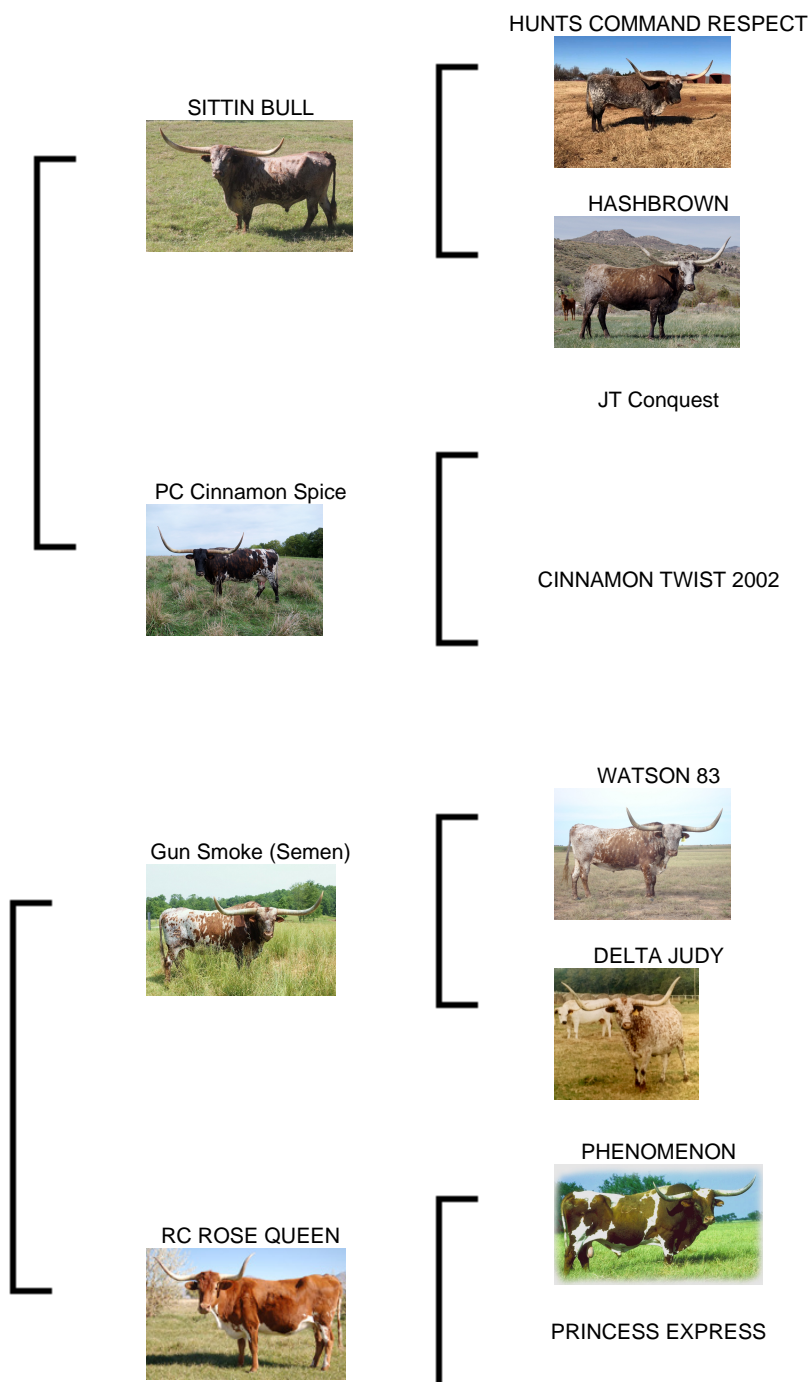 HUNTS COMMAND RESPECT
SITTIN BULL
HASHBROWN
JT Conquest
PC Cinnamon Spice
CINNAMON TWIST 2002
WATSON 83
Gun Smoke (Semen)
DELTA JUDY
PHENOMENON
RC ROSE QUEEN
PRINCESS EXPRESS